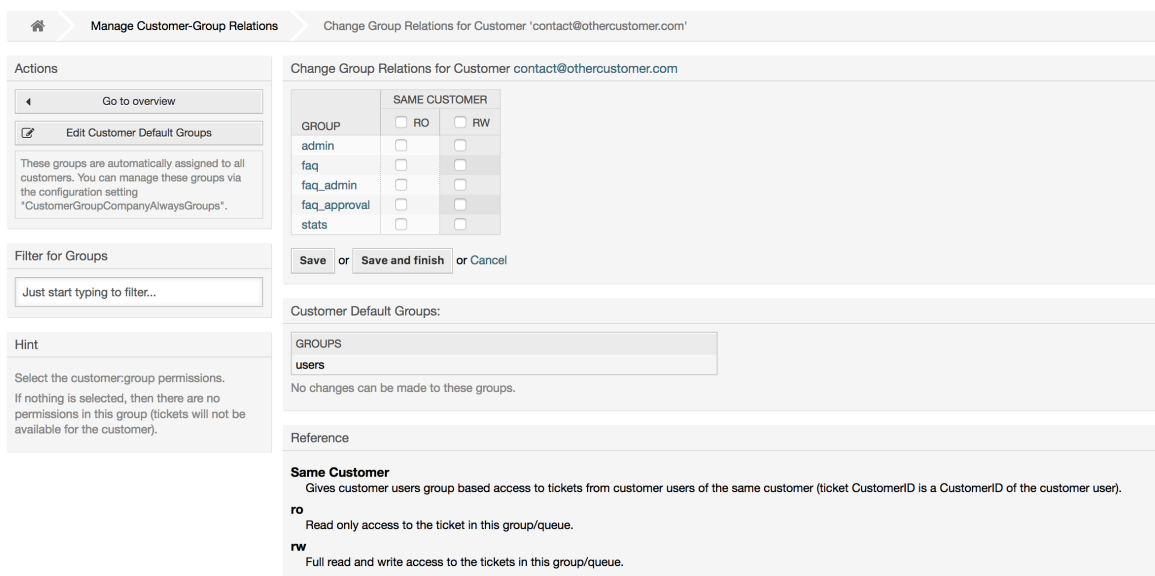 Manage Customer-Group Relations
Change Group Relations for Customer 'contact@othercustomer.com'
Actions
Go to overview
Edit Customer Default Groups
These groups are automatically assigned to all
customers. You can manage these groups via
the configuration setting
"CustomerGroupCompanyAlwaysGroups".
Filter for Groups
Just start typing to filter...
Hint
Select the customer:group permissions.
If nothing is selected, then there are no
permissions in this group (tickets will not be
available for the customer).
Change Group Relations for Customer contact@othercustomer.com
SAME CUSTOMER
GROUP RO RW
admin
faq
faq_admin
faq_approval
stats
Save or Save and finish or Cancel
Customer Default Groups:
GROUPS
users
No changes can be made to these groups.
Reference
Same Customer
Gives customer users group based access to tickets from customer users of the same customer (ticket CustomerID is a CustomerID of the customer user).
ro
Read only access to the ticket in this group/queue.
rw
Full read and write access to the tickets in this group/queue.